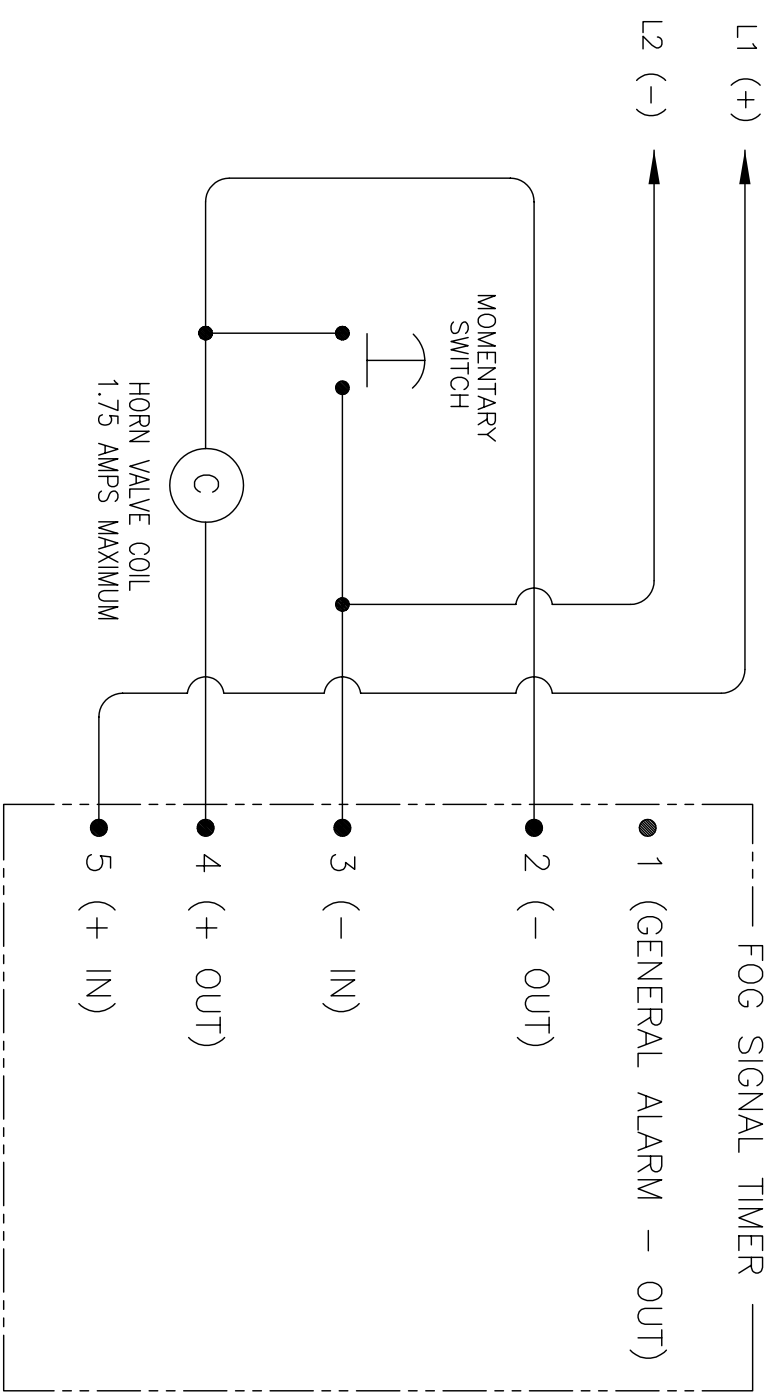 L1 (+)
L2 (-)
MOMENTARY
SWITCH
HORN VALVE COIL
1.75 AMPS MAXIMUM
C
FOG SIGNAL TIMER
1 (GENERAL ALARM - OUT)
2 (- OUT)
3 (- IN)
4 (+ OUT)
5 (+ IN)